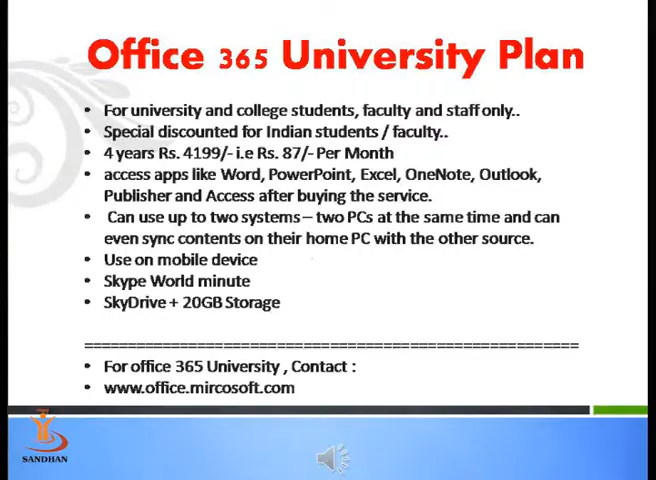 Office 365 University Plan
• For university and college students, faculty and staff only..
• Special discounted for Indian students / faculty..
• 4 years Rs. 4199/- i.e Rs. 87/- Per Month
• access apps like Word, PowerPoint, Excel, OneNote, Outlook,
Publisher and Access after buying the service.
• Can use up to two systems – two PCs at the same time and can
even sync contents on their home PC with the other source.
• Use on mobile device
• Skype World minute
• SkyDrive + 20GB Storage
=========================================================
• For office 365 University , Contact :
• www.office.mircosoft.com
SANDHAN